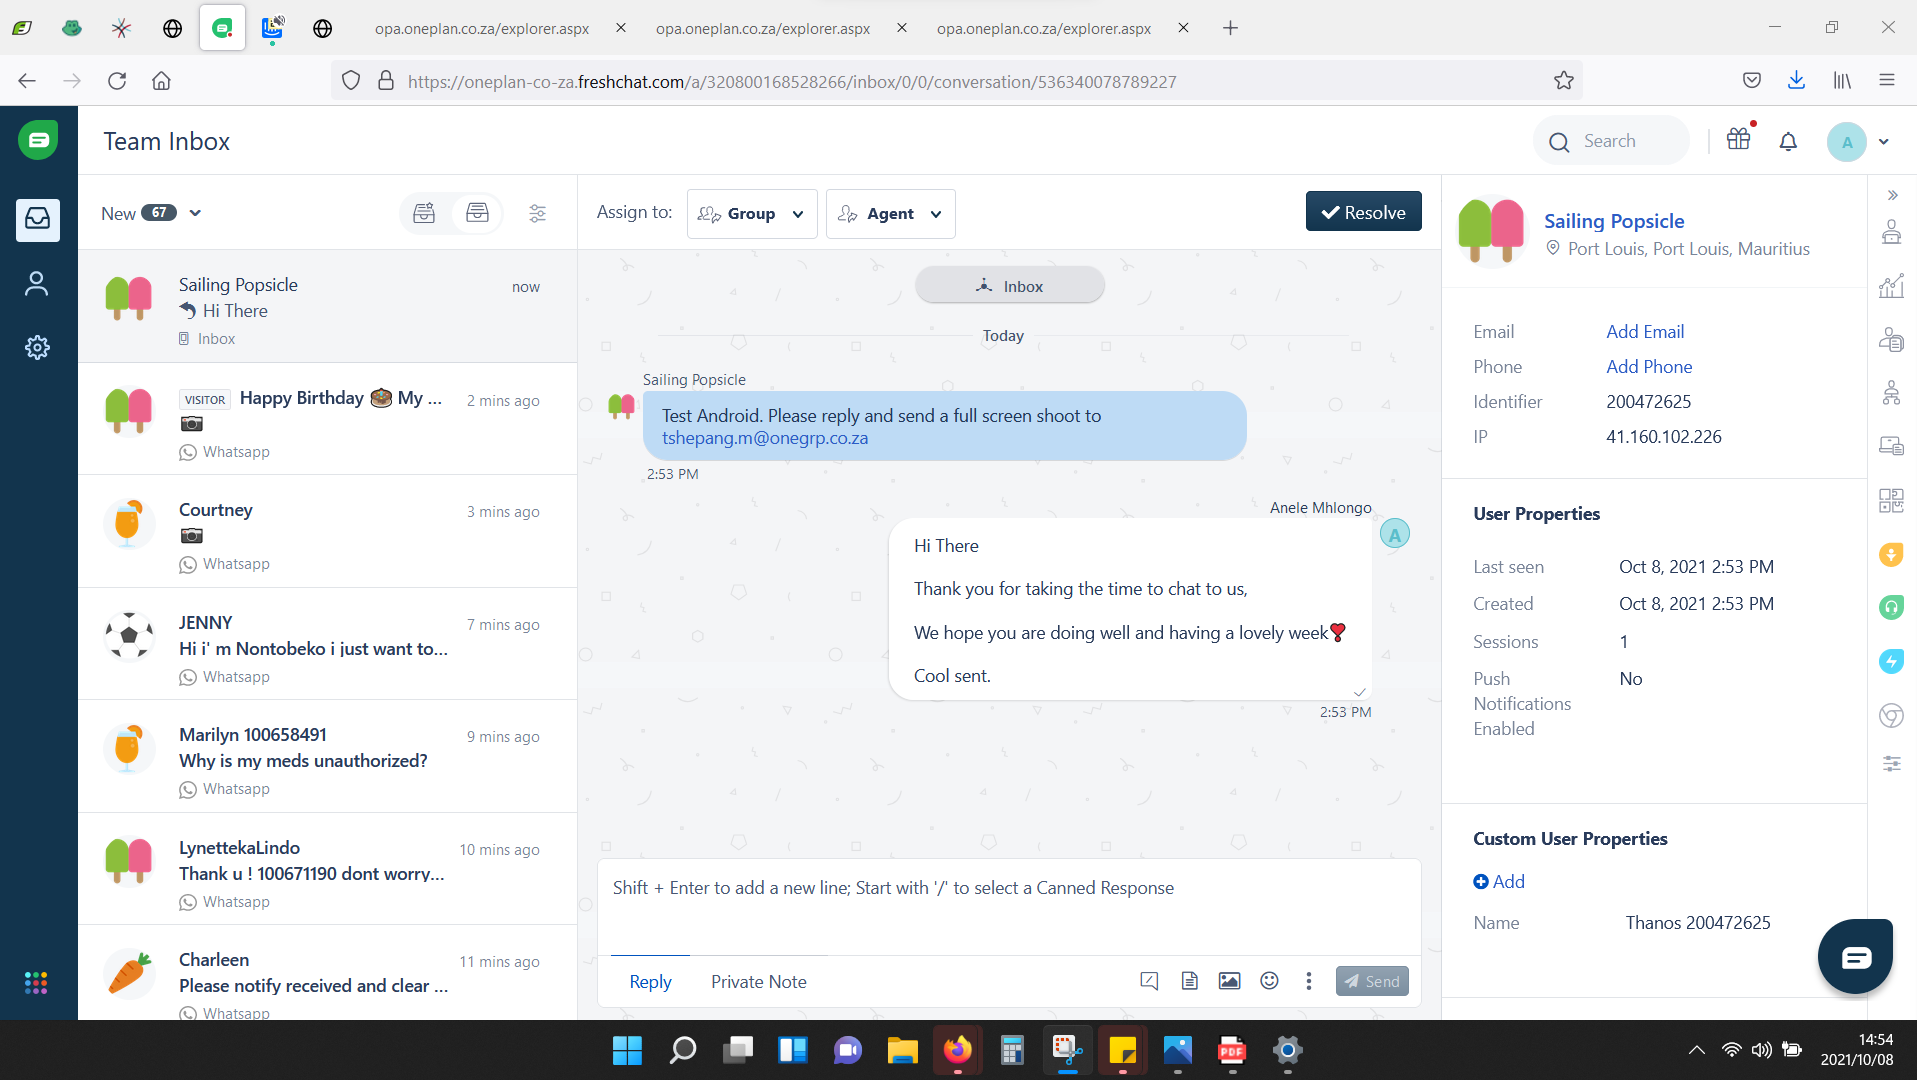 opa.oneplan.co.za/explorer.aspx
opa.oneplan.co.za/explorer.aspx
opa.oneplan.co.za/explorer.aspx
https://oneplan-co-za.freshchat.com/a/320800168528266/inbox/0/0/conversation/536340078789227
Team Inbox
Search
A
New 67
Assign to:
Group
Agent
Resolve
Sailing Popsicle
now
Hi There
Inbox
VISITOR Happy Birthday 🎂 My ...
2 mins ago
Whatsapp
Courtney
3 mins ago
Whatsapp
JENNY
7 mins ago
Hi i' m Nontobeko i just want to...
Whatsapp
Marilyn 100658491
9 mins ago
Why is my meds unauthorized?
Whatsapp
LynettekaLindo
10 mins ago
Thank u ! 100671190 dont worry...
Whatsapp
Charleen
11 mins ago
Please notify received and clear ...
Whatsapp
Inbox
Today
Sailing Popsicle
Test Android. Please reply and send a full screen shoot to
tshepang.m@onegrp.co.za
2:53 PM
Anele Mhlongo
A
Hi There
Thank you for taking the time to chat to us,
We hope you are doing well and having a lovely week❣️
Cool sent.
2:53 PM
Shift + Enter to add a new line; Start with '/' to select a Canned Response
Reply
Private Note
Send
Sailing Popsicle
Port Louis, Port Louis, Mauritius
Email Add Email
Phone Add Phone
Identifier 200472625
IP 41.160.102.226
User Properties
Last seen Oct 8, 2021 2:53 PM
Created Oct 8, 2021 2:53 PM
Sessions 1
Push No
Notifications
Enabled
Custom User Properties
Add
Name Thanos 200472625
PDF
14:54
2021/10/08